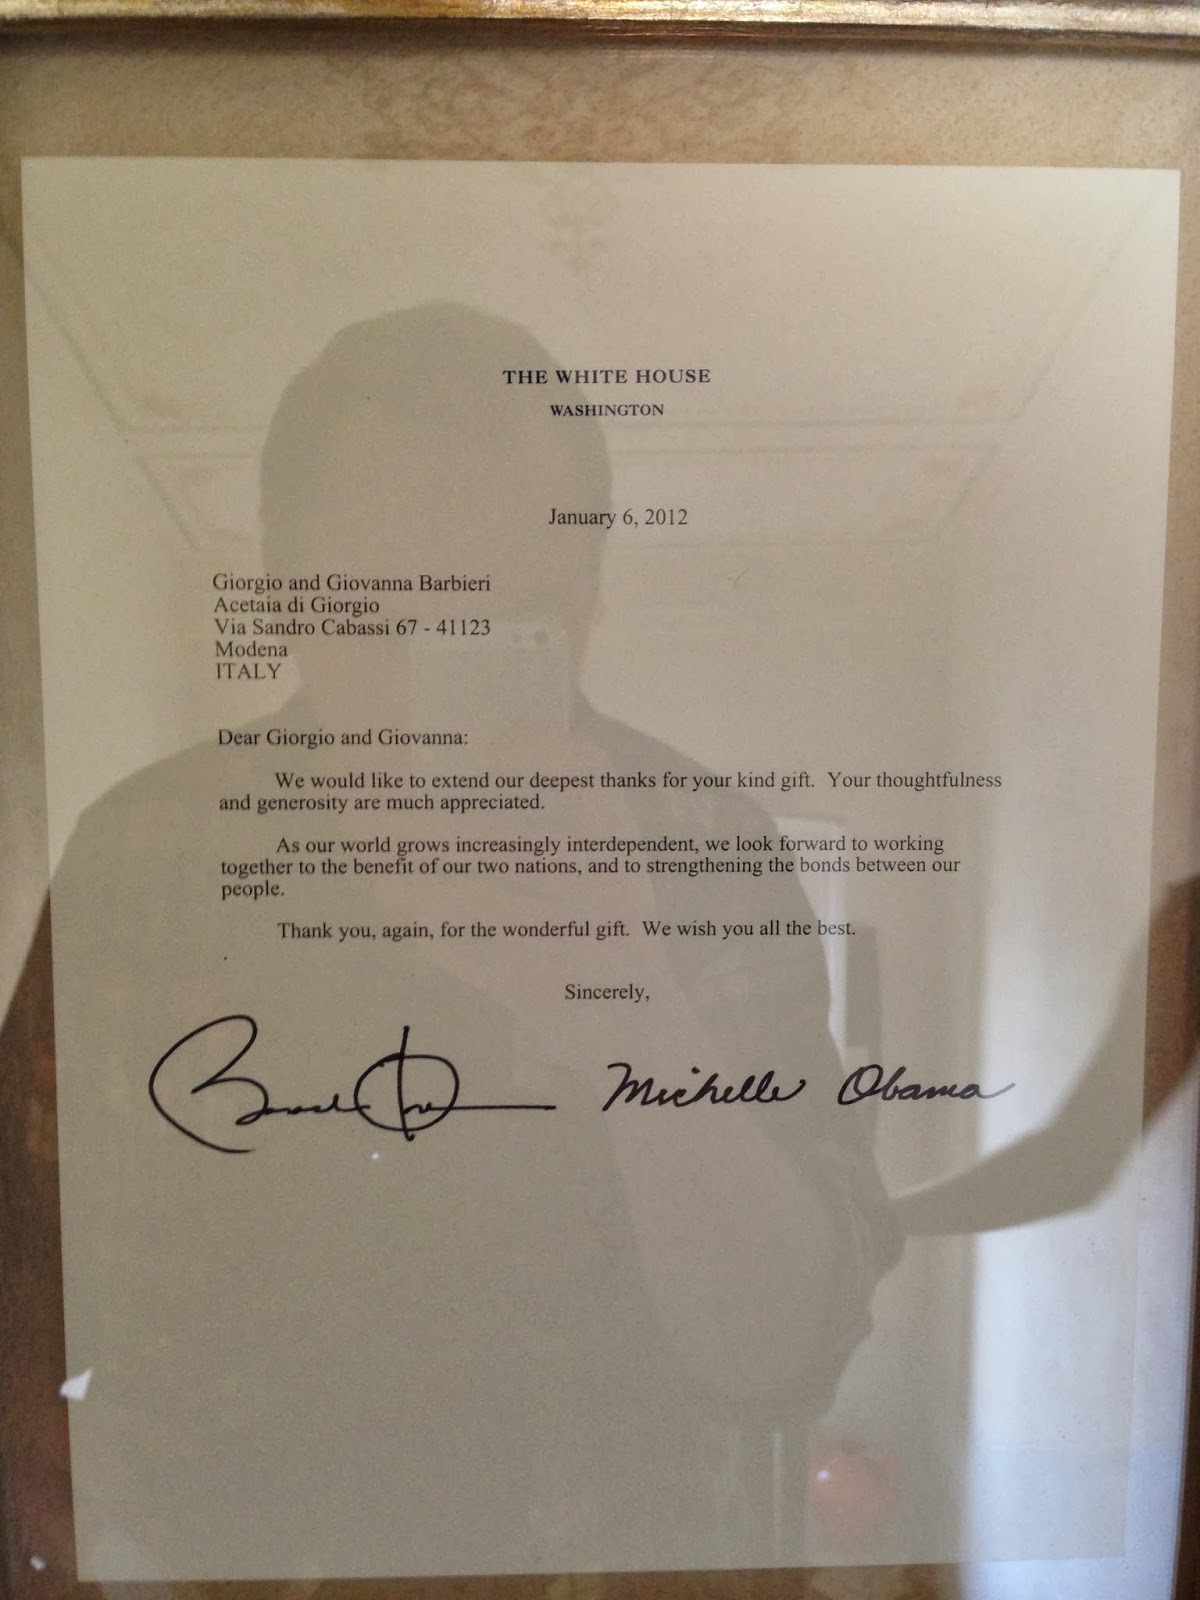 THE WHITE HOUSE
WASHINGTON
January 6, 2012
Giorgio and Giovanna Barbieri
Acetaia di Giorgio
Via Sandro Cabassi 67 - 41123
Modena
ITALY
Dear Giorgio and Giovanna:
We would like to extend our deepest thanks for your kind gift.  Your thoughtfulness
and generosity are much appreciated.
As our world grows increasingly interdependent, we look forward to working
together to the benefit of our two nations, and to strengthening the bonds between our
people.
Thank you, again, for the wonderful gift.  We wish you all the best.
Sincerely,
Barack Obama Michelle Obama